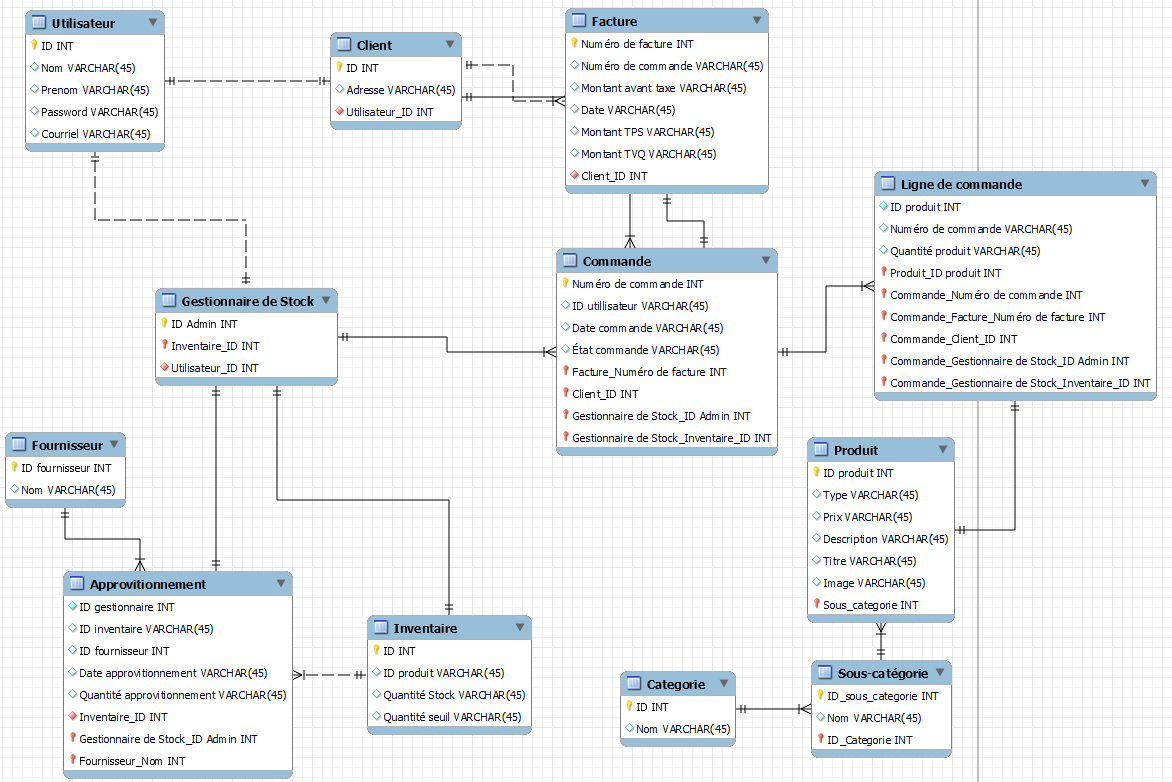 Utilisateur
ID INT
Nom VARCHAR(45)
Prenom VARCHAR(45)
Password VARCHAR(45)
Courriel VARCHAR(45)
Client
ID INT
Adresse VARCHAR(45)
Utilisateur_ID INT
Facture
Numéro de facture INT
Numéro de commande VARCHAR(45)
Montant avant taxe VARCHAR(45)
Date VARCHAR(45)
Montant TPS VARCHAR(45)
Montant TVQ VARCHAR(45)
Client_ID INT
Ligne de commande
ID produit INT
Numéro de commande VARCHAR(45)
Quantité produit VARCHAR(45)
Produit_ID produit INT
Commande_Numéro de commande INT
Commande_Facture_Numéro de facture INT
Commande_Client_ID INT
Commande_Gestionnaire de Stock_ID Admin INT
Commande_Gestionnaire de Stock_Inventaire_ID INT
Commande
Numéro de commande INT
ID utilisateur VARCHAR(45)
Date commande VARCHAR(45)
État commande VARCHAR(45)
Facture_Numéro de facture INT
Client_ID INT
Gestionnaire de Stock_ID Admin INT
Gestionnaire de Stock_Inventaire_ID INT
Gestionnaire de Stock
ID Admin INT
Inventaire_ID INT
Utilisateur_ID INT
Fournisseur
ID fournisseur INT
Nom VARCHAR(45)
Produit
ID produit INT
Type VARCHAR(45)
Prix VARCHAR(45)
Description VARCHAR(45)
Titre VARCHAR(45)
Image VARCHAR(45)
Sous_categorie INT
Approvitionnement
ID gestionnaire INT
ID inventaire VARCHAR(45)
ID fournisseur INT
Date approvitionnement VARCHAR(45)
Quantité approvitionnement VARCHAR(45)
Inventaire_ID INT
Gestionnaire de Stock_ID Admin INT
Fournisseur_Nom INT
Inventaire
ID INT
ID produit VARCHAR(45)
Quantité Stock VARCHAR(45)
Quantité seuil VARCHAR(45)
Categorie
ID INT
Nom VARCHAR(45)
Sous-catégorie
ID_sous_categorie INT
Nom VARCHAR(45)
ID_Categorie INT